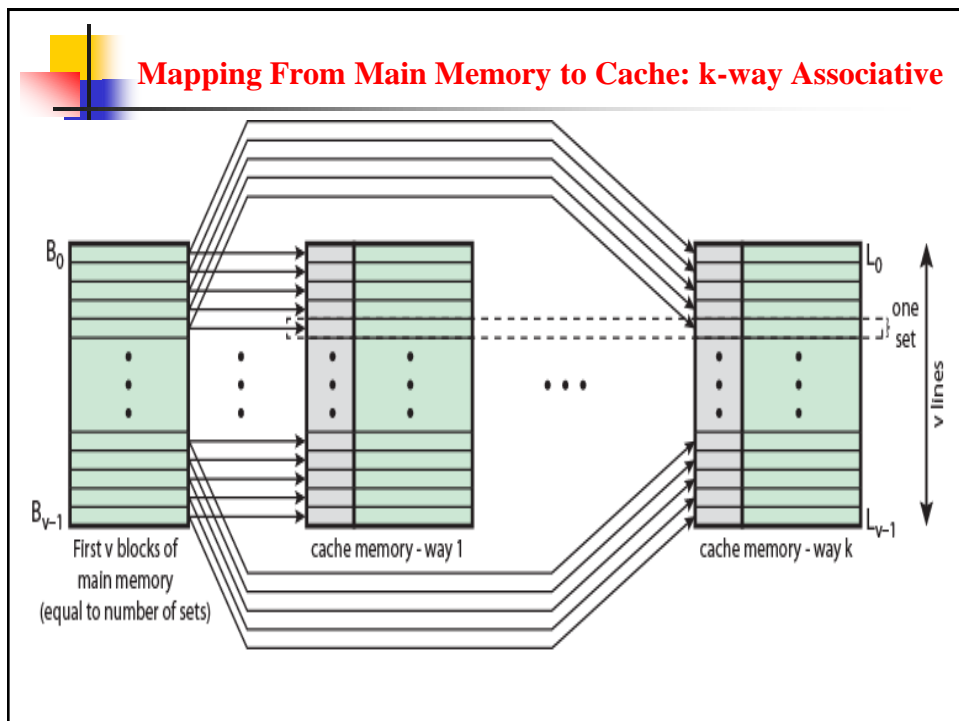 Mapping From Main Memory to Cache: k-way Associative
B0
L0
one
set
v lines
Bv–1
Lv–1
First v blocks of
main memory
(equal to number of sets)
cache memory - way 1
cache memory - way k